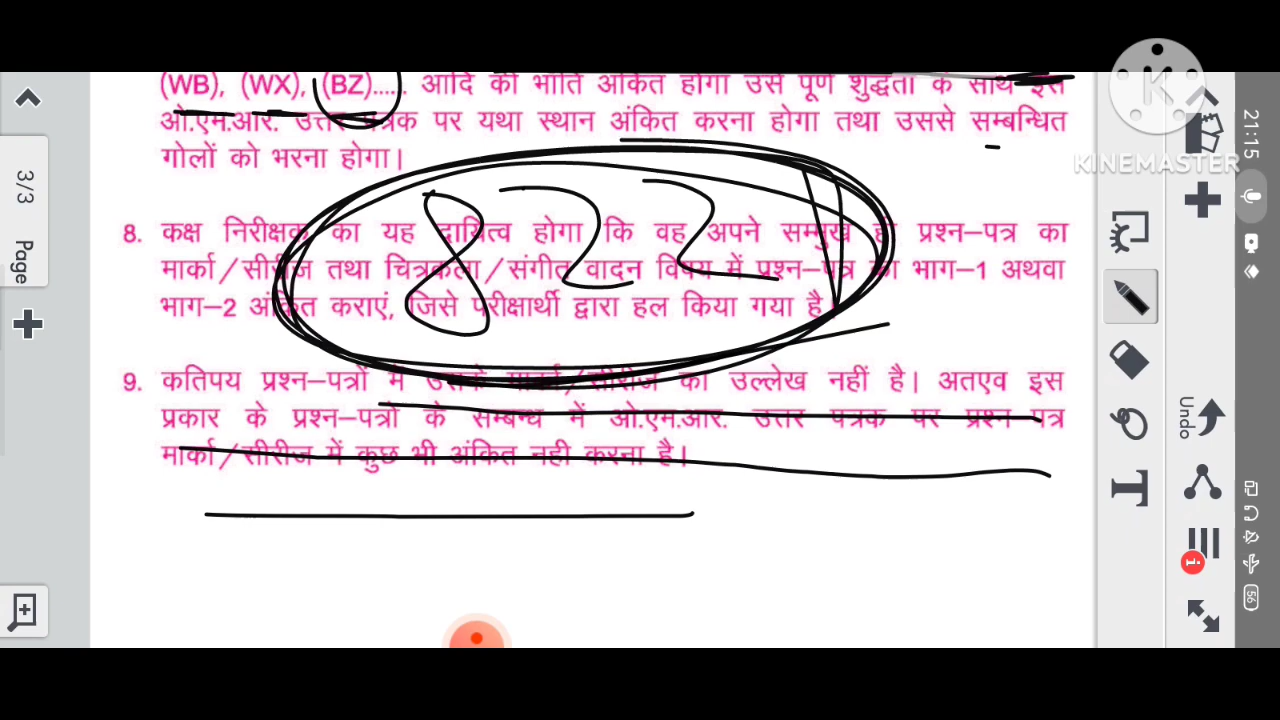 (WB), (WX), (BZ)..... आदि की भांति अंकित होगा उसे पूर्ण शुद्धता के साथ इस
ओ.एम.आर. उत्तर पत्रक पर यथा स्थान अंकित करना होगा तथा उससे सम्बन्धित
गोलों को भरना होगा।
8. कक्ष निरीक्षक का यह दायित्व होगा कि वह अपने सम्मुख ही प्रश्न–पत्र का
मार्का/सीरीज तथा चित्रकला/संगीत वादन विषय में प्रश्न–पत्र का भाग–1 अथवा
भाग–2 अंकित कराएं, जिसे परीक्षार्थी द्वारा हल किया गया है।
822
9. कतिपय प्रश्न–पत्रों में उसके मार्का/सीरीज का उल्लेख नहीं है। अतएव इस
प्रकार के प्रश्न–पत्रों के सम्बन्ध में ओ.एम.आर. उत्तर पत्रक पर प्रश्न पत्र
मार्का/सीरीज में कुछ भी अंकित नही करना है।
3/3
Page
K
KINEMASTER
21:15
Undo
T
56